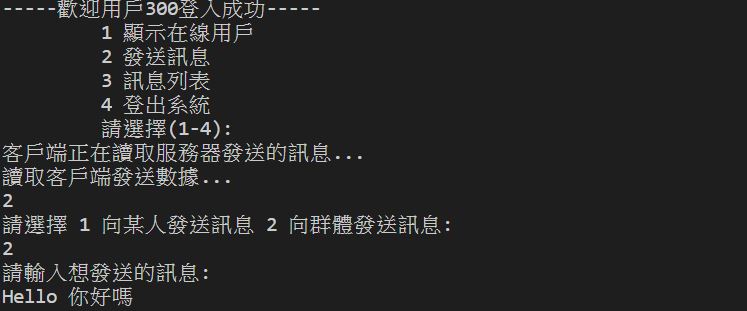 -----歡迎用戶300登入成功-----
1 顯示在線用戶
2 發送訊息
3 訊息列表
4 登出系統
請選擇(1-4):
客戶端正在讀取服務器發送的訊息...
讀取客戶端發送數據...
2
請選擇 1 向某人發送訊息 2 向群體發送訊息:
2
請輸入想發送的訊息:
Hello 你好嗎